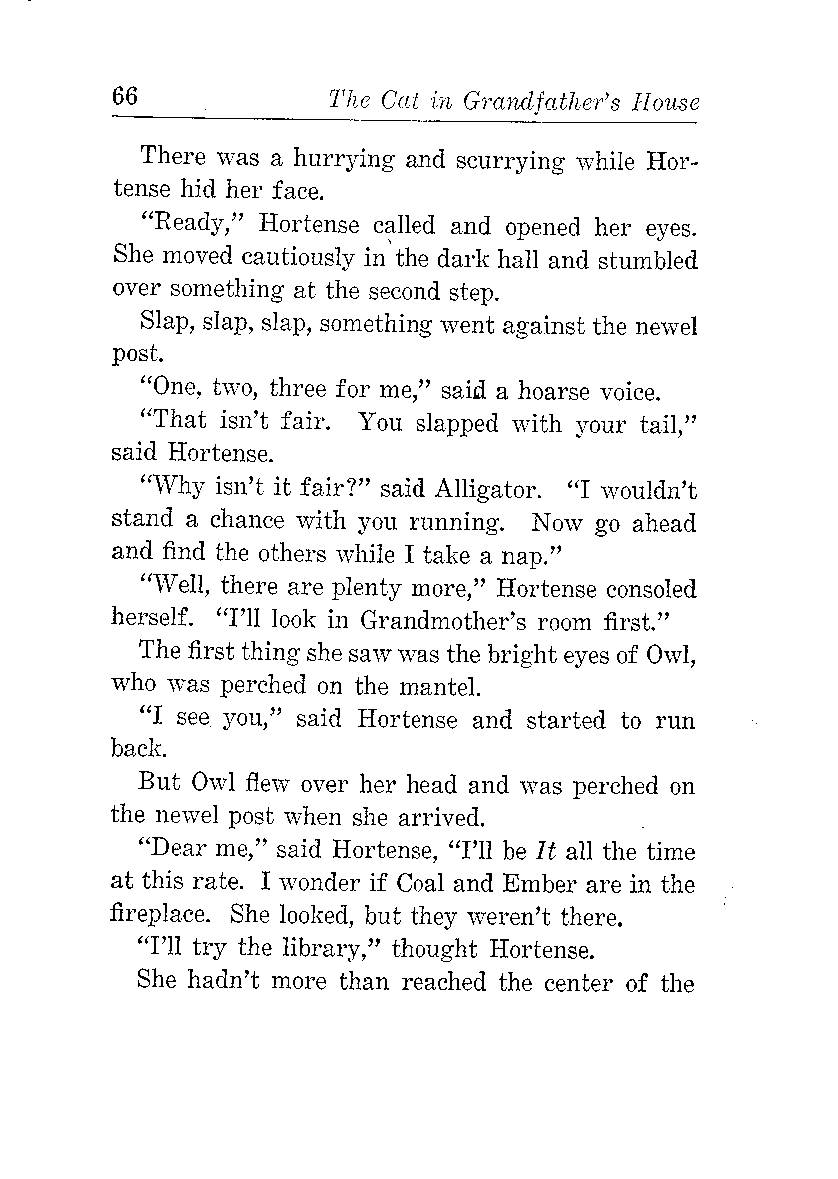 66 The Cat in Grandfather's House
There was a hurrying and scurrying while Hor-
tense hid her face.
“Ready,” Hortense called and opened her eyes.
She moved cautiously in the dark hall and stumbled
over something at the second step.
Slap, slap, slap, something went against the newel
post.
“One, two, three for me,” said a hoarse voice.
“That isn’t fair. You slapped with your tail,”
said Hortense.
“Why isn’t it fair?” said Alligator. “I wouldn’t
stand a chance with you running. Now go ahead
and find the others while I take a nap.”
“Well, there are plenty more,” Hortense consoled
herself. “I’ll look in Grandmother’s room first.”
The first thing she saw was the bright eyes of Owl,
who was perched on the mantel.
“I see you,” said Hortense and started to run
back.
But Owl flew over her head and was perched on
the newel post when she arrived.
“Dear me,” said Hortense, “I’ll be It all the time
at this rate. I wonder if Coal and Ember are in the
fireplace. She looked, but they weren’t there.
“I’ll try the library,” thought Hortense.
She hadn’t more than reached the center of the